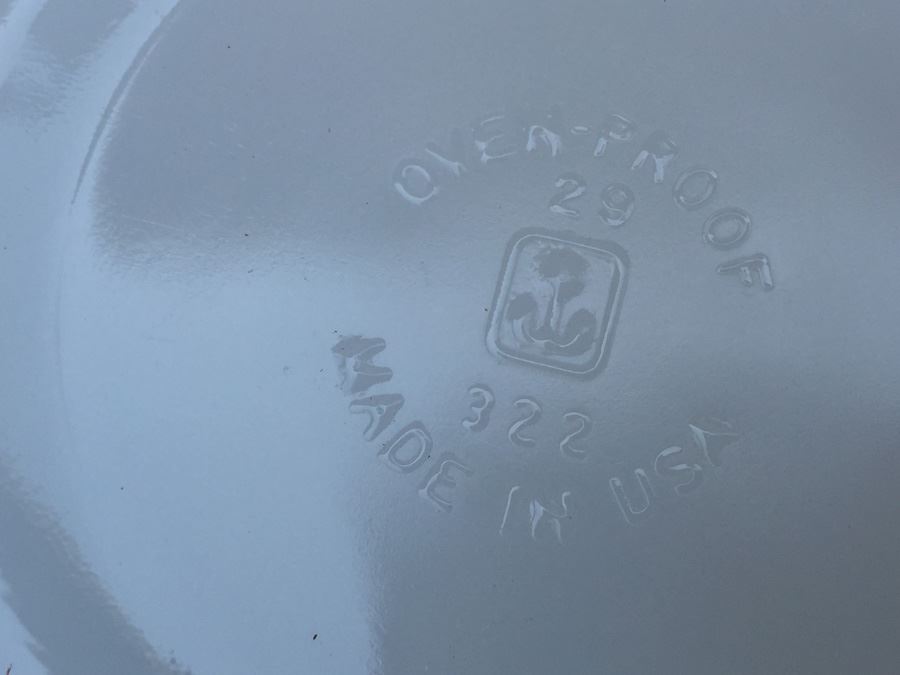 OVEN-PROOF
29
322
MADE IN USA